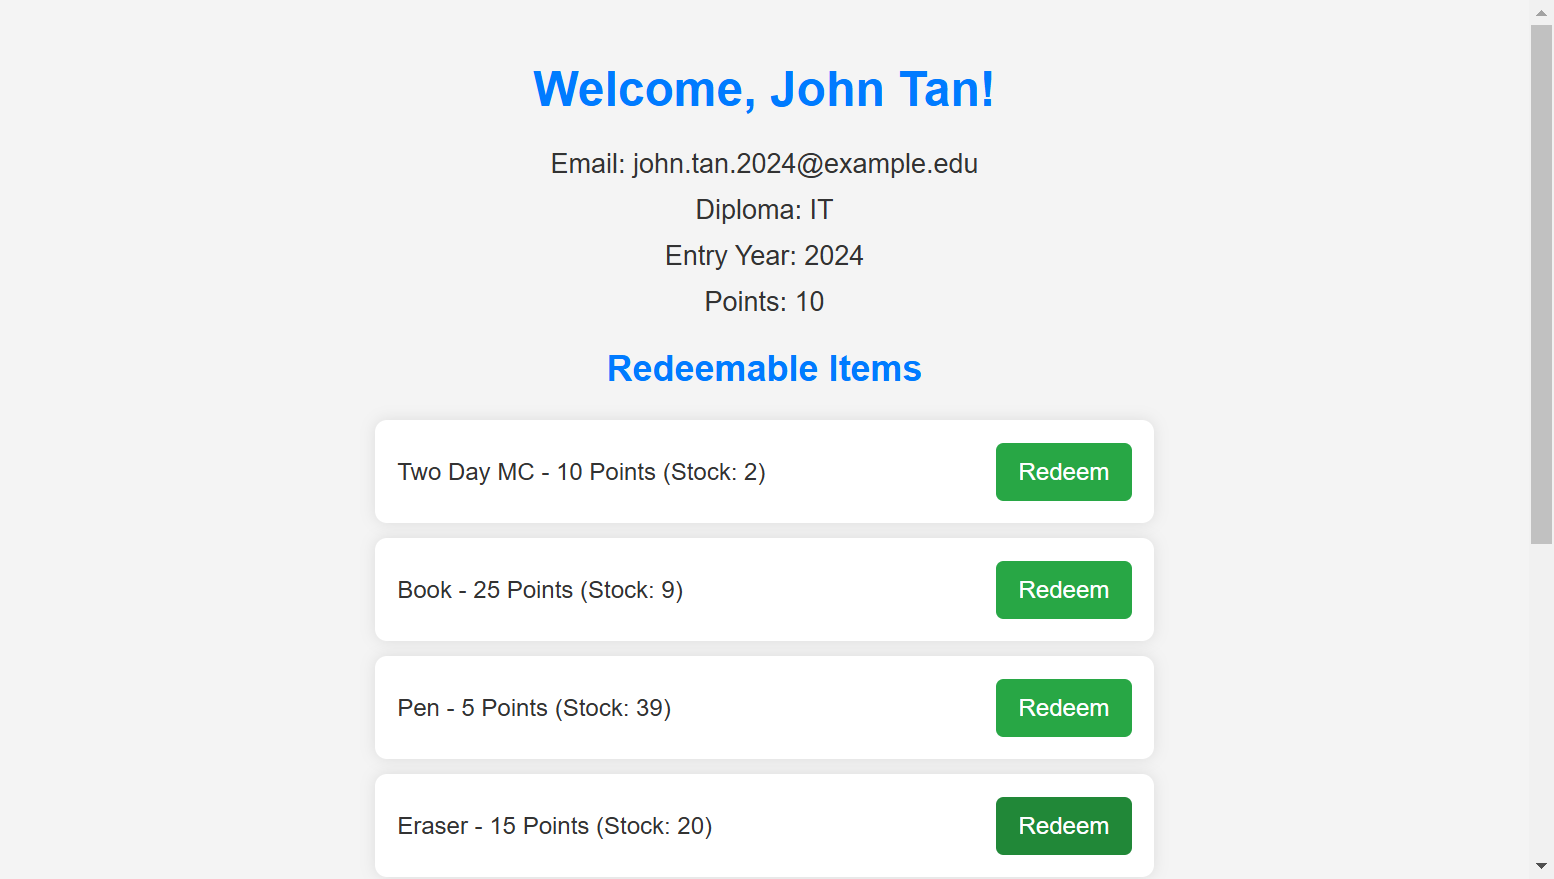 Welcome, John Tan!
Email: john.tan.2024@example.edu
Diploma: IT
Entry Year: 2024
Points: 10
Redeemable Items
Two Day MC - 10 Points (Stock: 2)
Redeem
Book - 25 Points (Stock: 9)
Redeem
Pen - 5 Points (Stock: 39)
Redeem
Eraser - 15 Points (Stock: 20)
Redeem